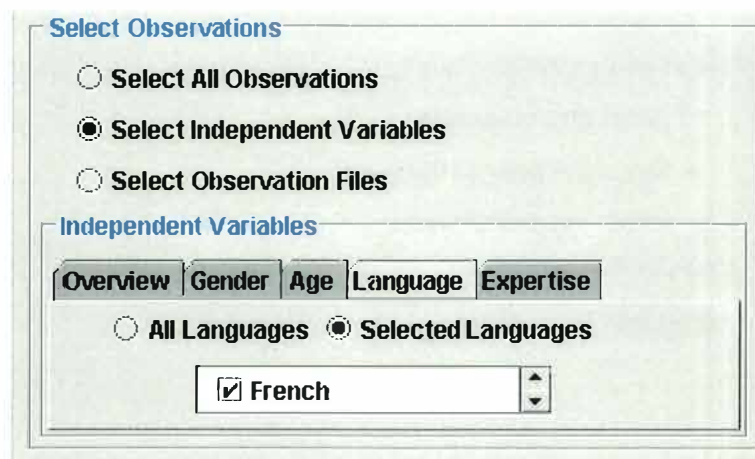 Select Observations
Select All Observations
Select Independent Variables
Select Observation Files
Independent Variables
Overview Gender Age Language Expertise
All Languages Selected Languages
French